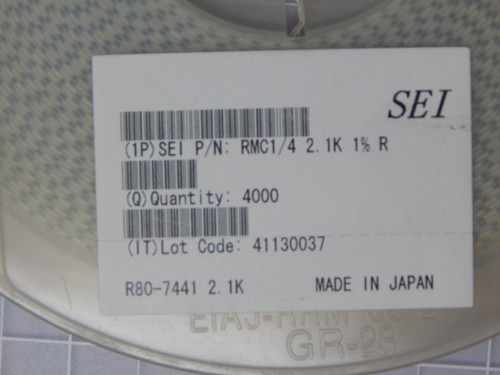 SEI
(1P)SEI P/N: RMC1/4 2.1K 1% R
(Q)Quantity: 4000
(IT)Lot Code: 41130037
R80-7441 2.1K MADE IN JAPAN
GR-23